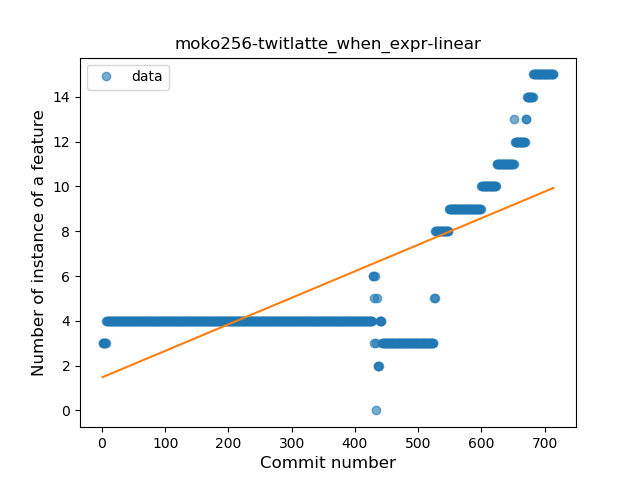 moko256-twitlatte_when_expr-linear
data
Number of instance of a feature
14
12
10
8
6
4
2
0
0 100 200 300 400 500 600 700
Commit number